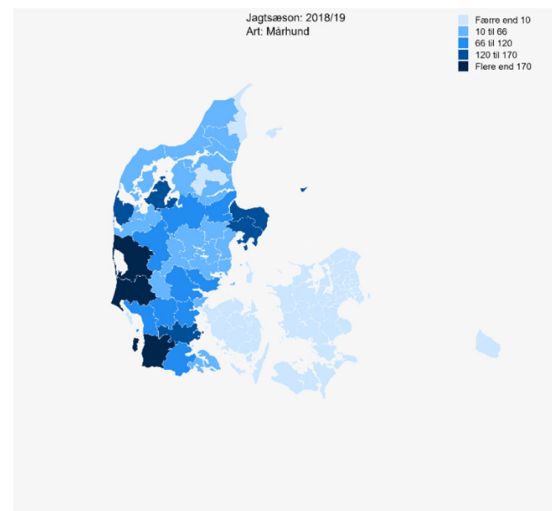 Jagtsæson: 2018/19
Art: Mårhund
Færre end 10
10 til 66
66 til 120
120 til 170
Flere end 170